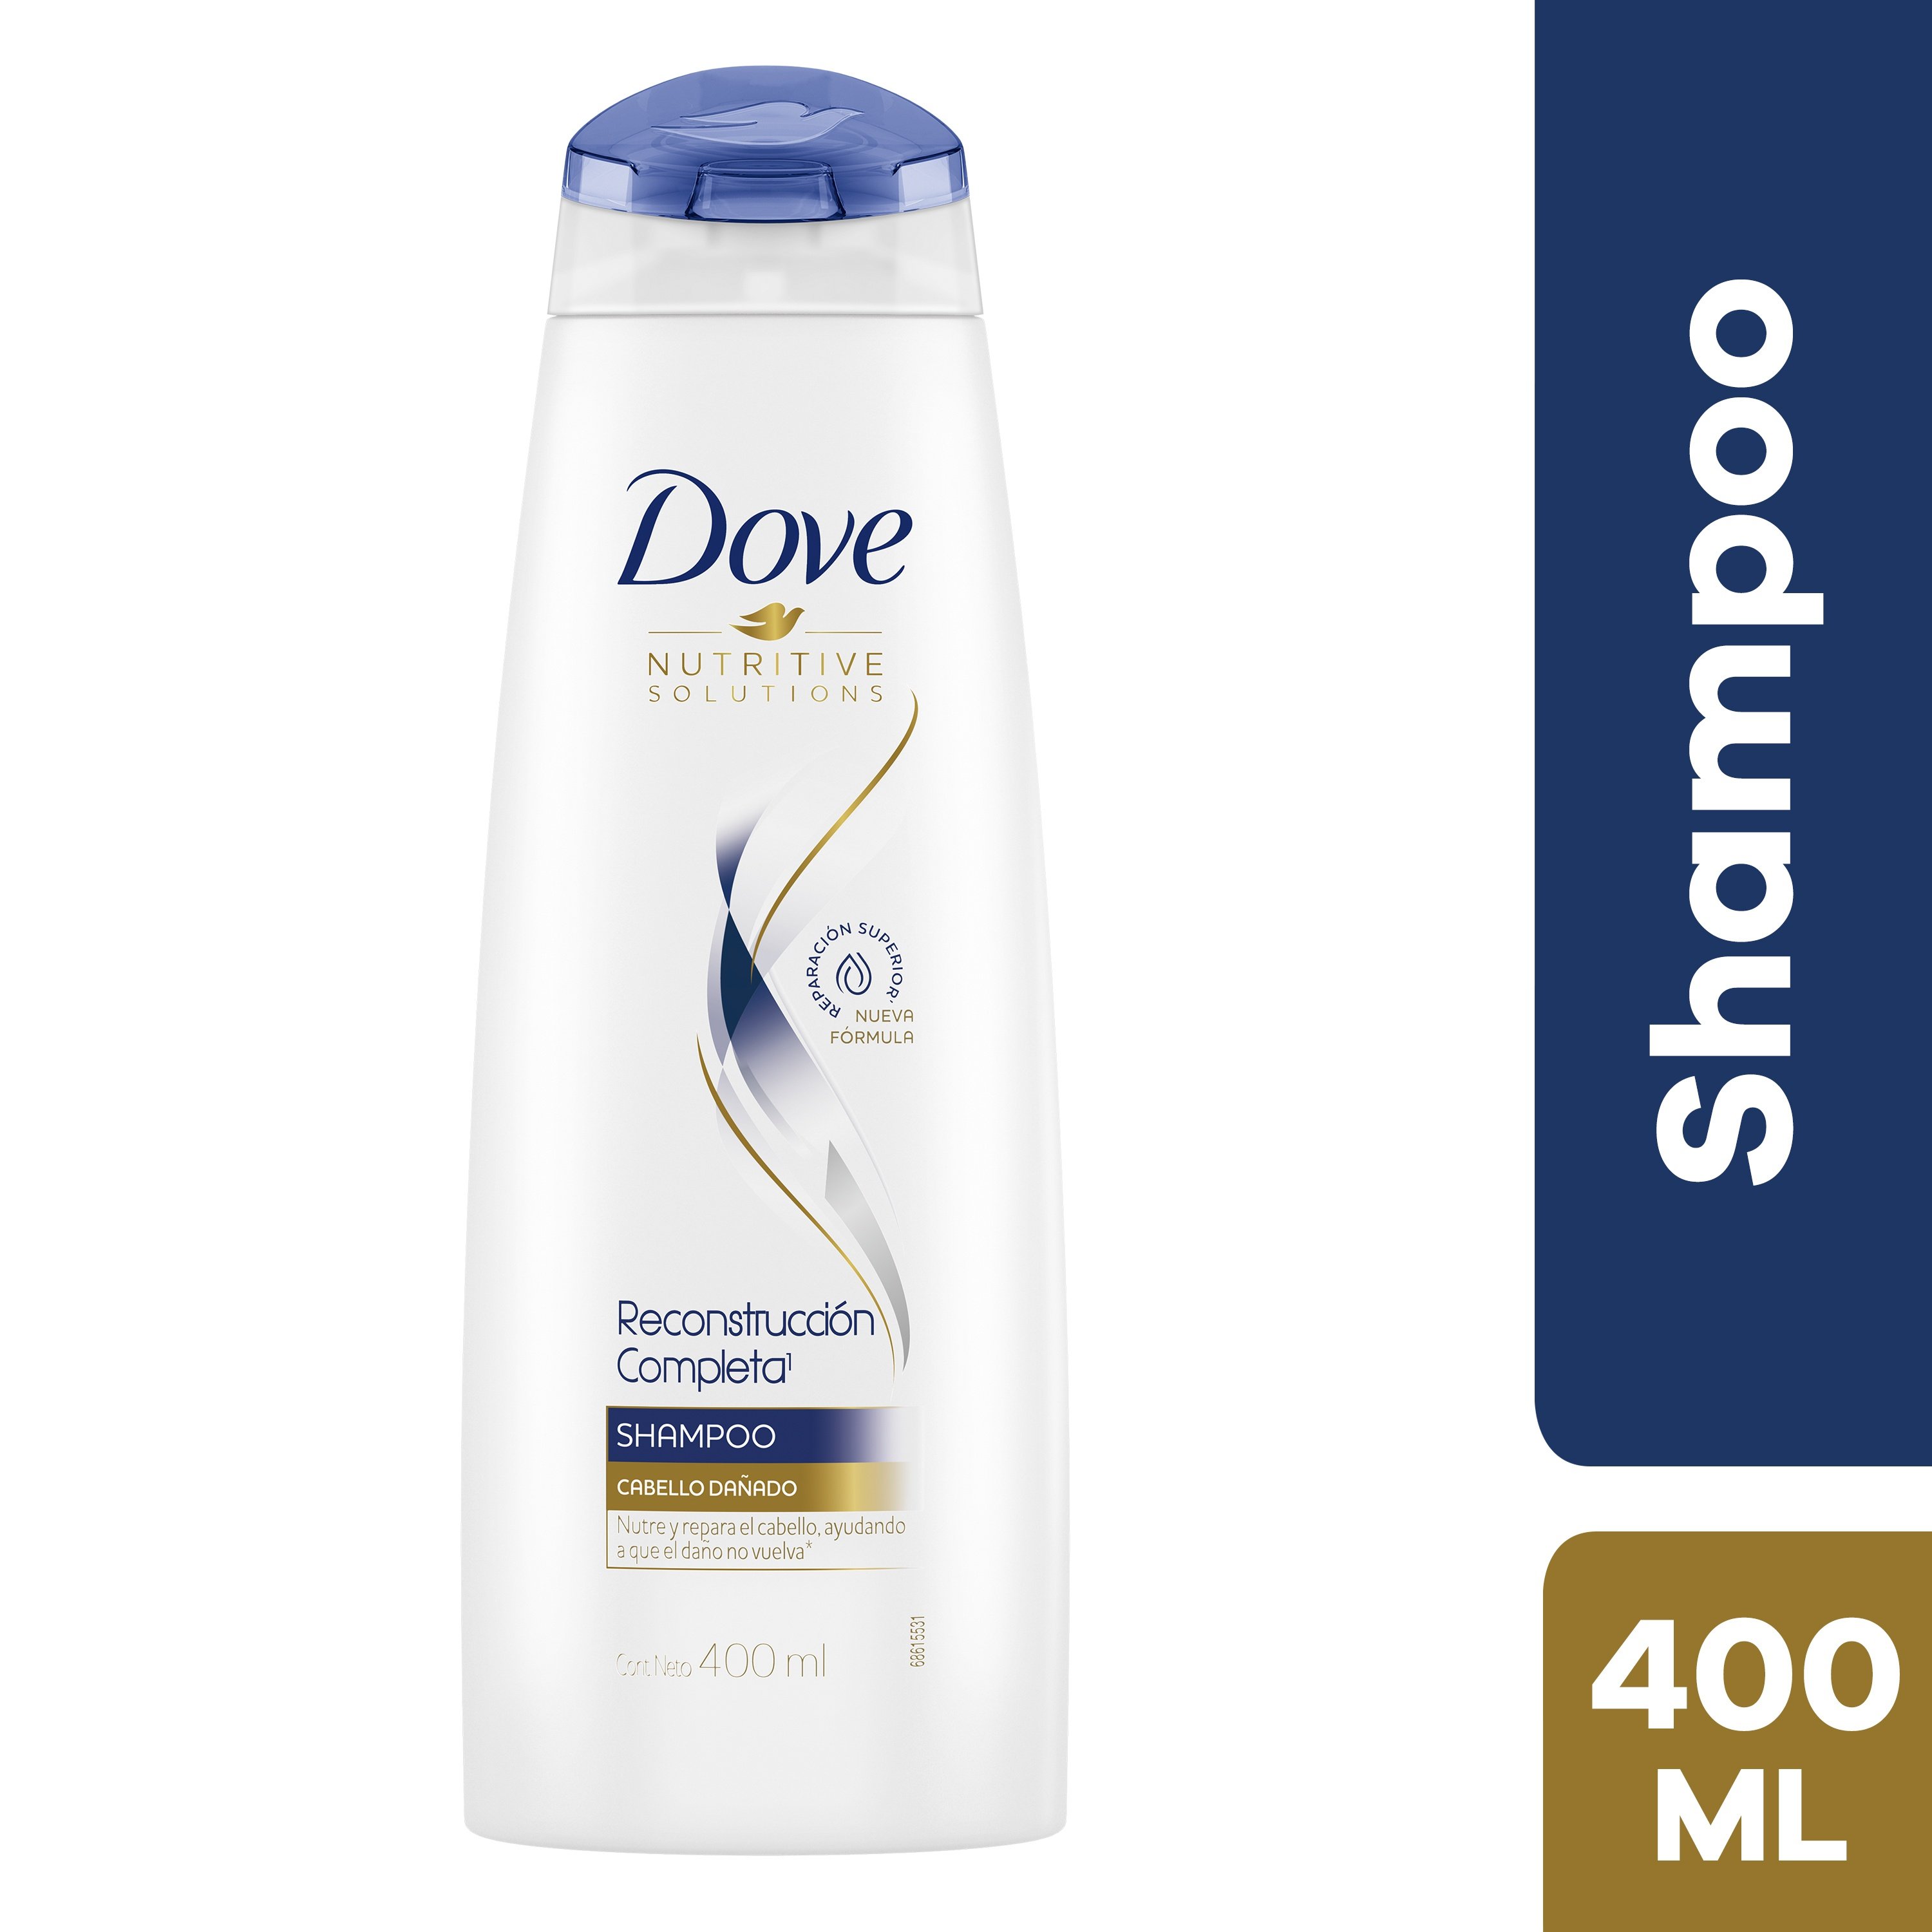 Dove
NUTRITIVE
SOLUTIONS
REPARACIÓN SUPERIOR
NUEVA
FÓRMULA
Reconstrucción
Completa¹
SHAMPOO
CABELLO DAÑADO
Nutre y repara el cabello, ayudando
a que el daño no vuelva*
Cont. Neto 400 ml
68615531
Shampoo
400
ML